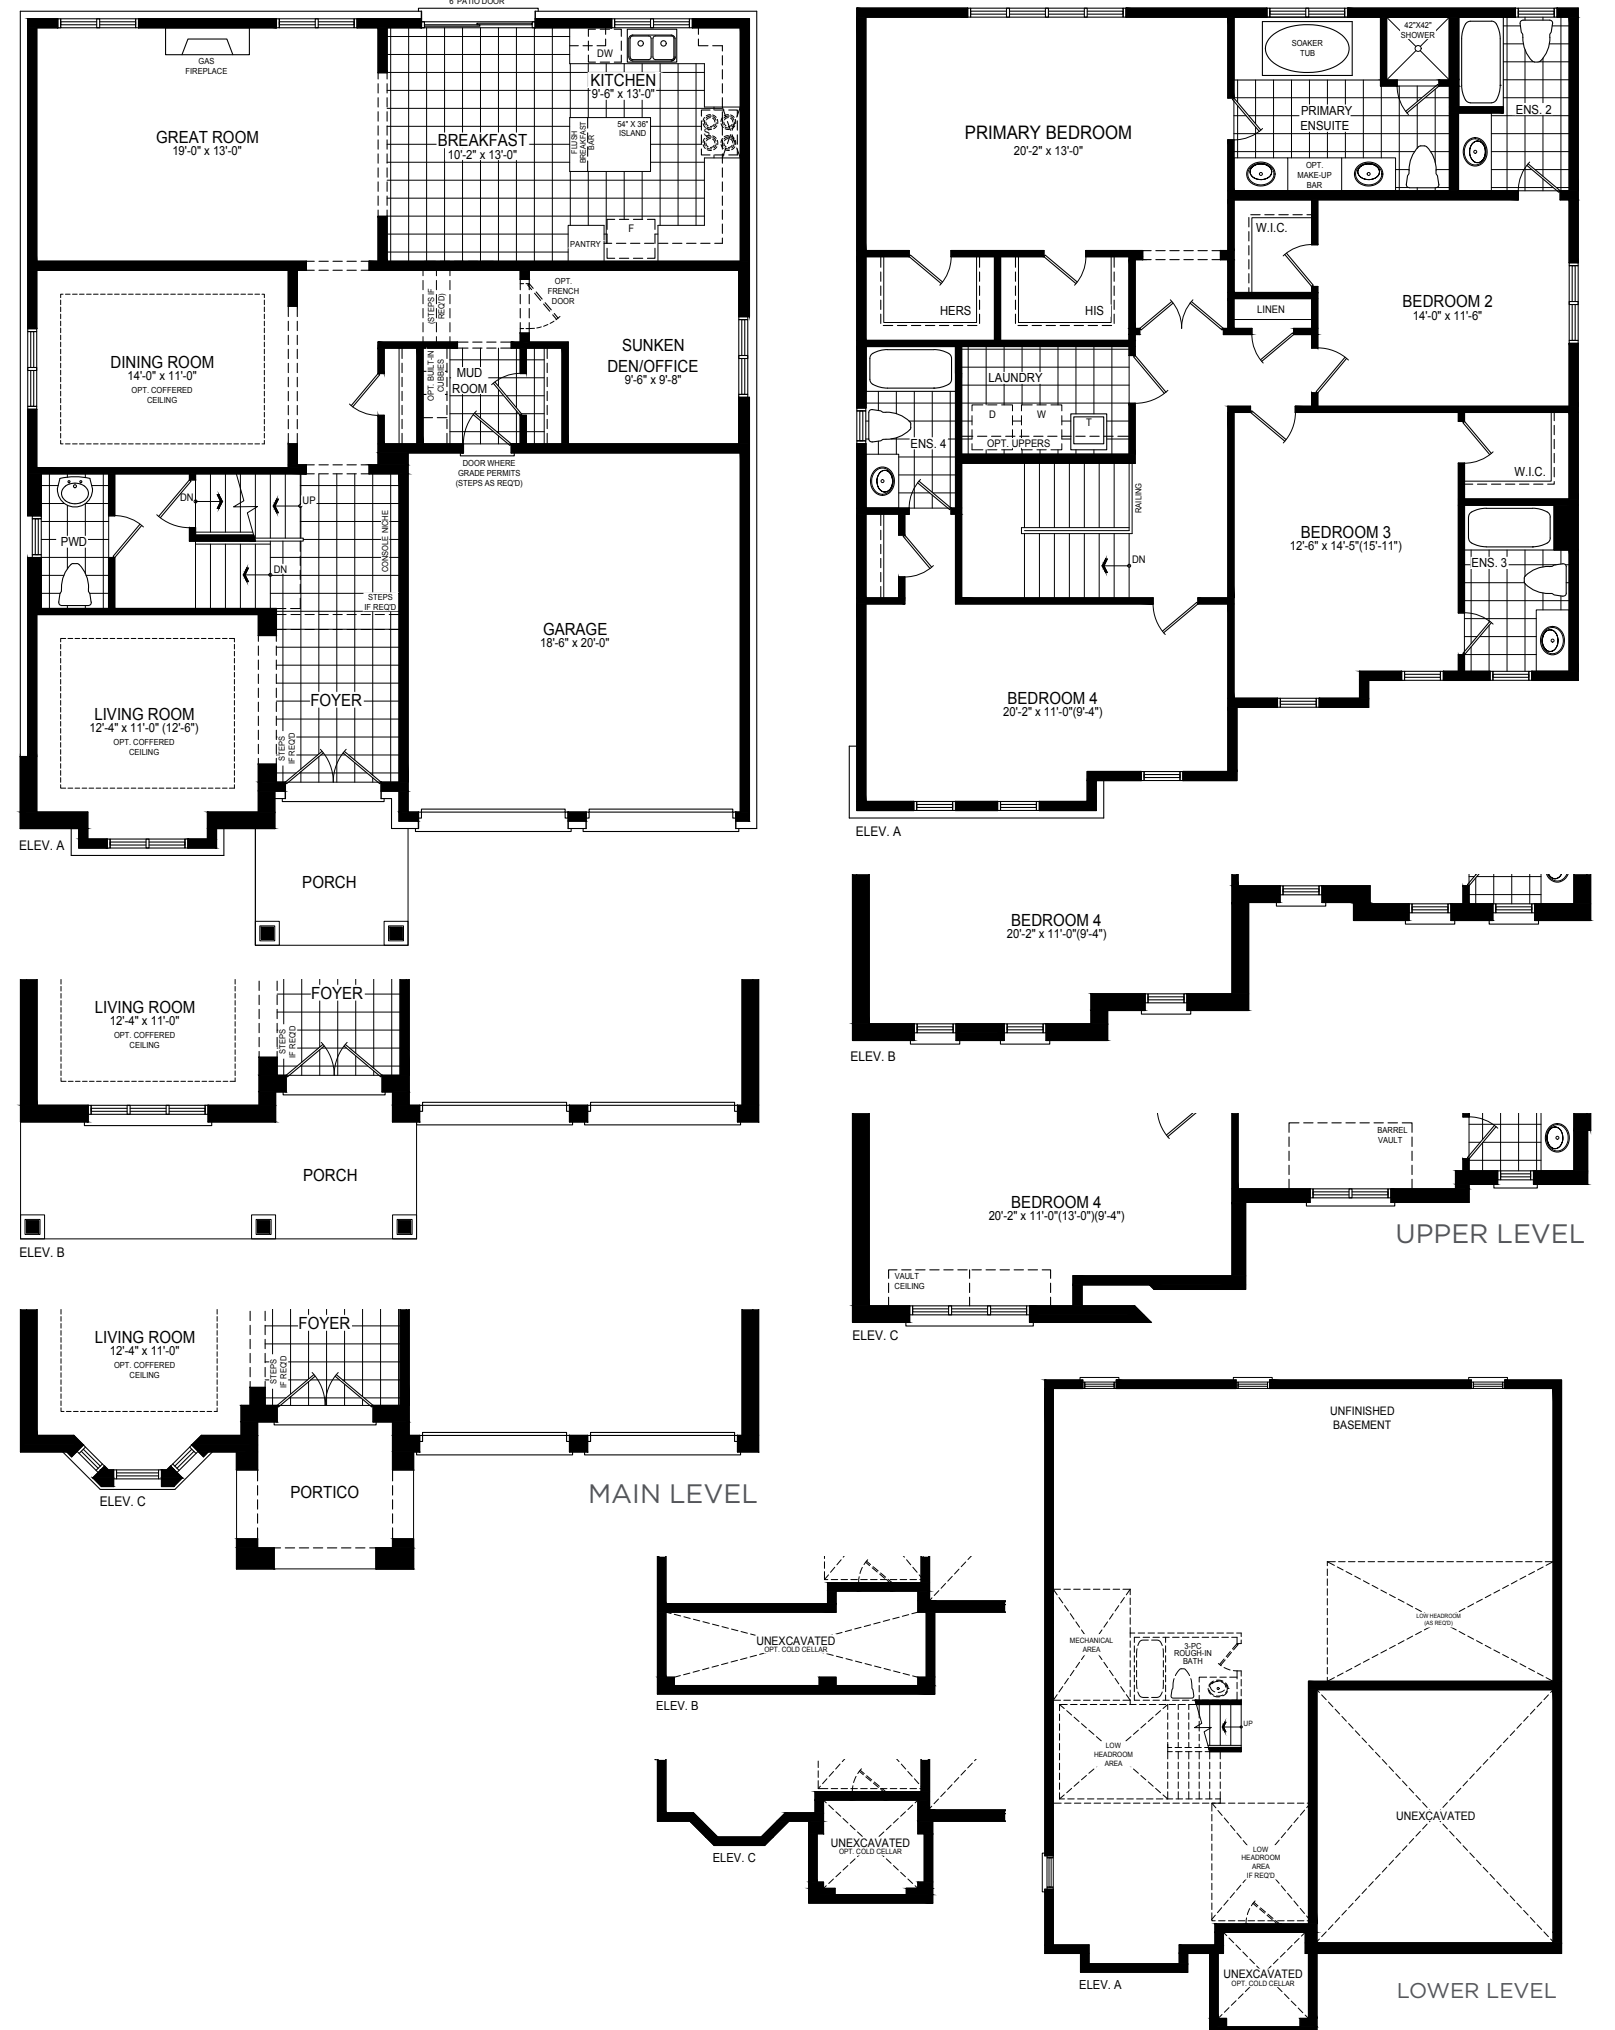 6' PATIO DOOR
GAS
FIREPLACE
GREAT ROOM
19'-0" x 13'-0"
BREAKFAST
10'-2" x 13'-0"
DW
KITCHEN
9'-6" x 13'-0"
54" X 36"
ISLAND
FLUSH
BREAKFAST
BAR
PANTRY
F
DINING ROOM
14'-0" x 11'-0"
OPT. COFFERED
CEILING
(STEPS IF
REQ'D)
OPT.
FRENCH
DOOR
OPT. BUILT-IN
CUBBIES
MUD
ROOM
SUNKEN
DEN/OFFICE
9'-6" x 9'-8"
DOOR WHERE
GRADE PERMITS
(STEPS AS REQ'D)
PWD
DN
UP
DN
CONSOLE NICHE
STEPS
IF REQ'D
GARAGE
18'-6" x 20'-0"
LIVING ROOM
12'-4" x 11'-0" (12'-6")
OPT. COFFERED
CEILING
FOYER
STEPS
IF REQ'D
ELEV. A
PORCH
LIVING ROOM
12'-4" x 11'-0"
OPT. COFFERED
CEILING
FOYER
STEPS
IF REQ'D
PORCH
ELEV. B
LIVING ROOM
12'-4" x 11'-0"
OPT. COFFERED
CEILING
FOYER
STEPS
IF REQ'D
ELEV. C
PORTICO
MAIN LEVEL
PRIMARY BEDROOM
20'-2" x 13'-0"
SOAKER
TUB
42"X42"
SHOWER
PRIMARY
ENSUITE
OPT.
MAKE-UP
BAR
ENS. 2
HERS
HIS
W.I.C.
LINEN
BEDROOM 2
14'-0" x 11'-6"
LAUNDRY
D
W
T
OPT. UPPERS
ENS. 4
RAILING
DN
W.I.C.
BEDROOM 3
12'-6" x 14'-5"(15'-11")
ENS. 3
BEDROOM 4
20'-2" x 11'-0"(9'-4")
ELEV. A
BEDROOM 4
20'-2" x 11'-0"(9'-4")
ELEV. B
BARREL
VAULT
BEDROOM 4
20'-2" x 11'-0"(13'-0")(9'-4")
VAULT
CEILING
ELEV. C
UPPER LEVEL
UNFINISHED
BASEMENT
LOW HEADROOM
(AS REQ'D)
MECHANICAL
AREA
3-PC
ROUGH-IN
BATH
UP
LOW
HEADROOM
AREA
UNEXCAVATED
LOW
HEADROOM
AREA
IF REQ'D
UNEXCAVATED
OPT. COLD CELLAR
ELEV. A
LOWER LEVEL
UNEXCAVATED
OPT. COLD CELLAR
ELEV. B
UNEXCAVATED
OPT. COLD CELLAR
ELEV. C